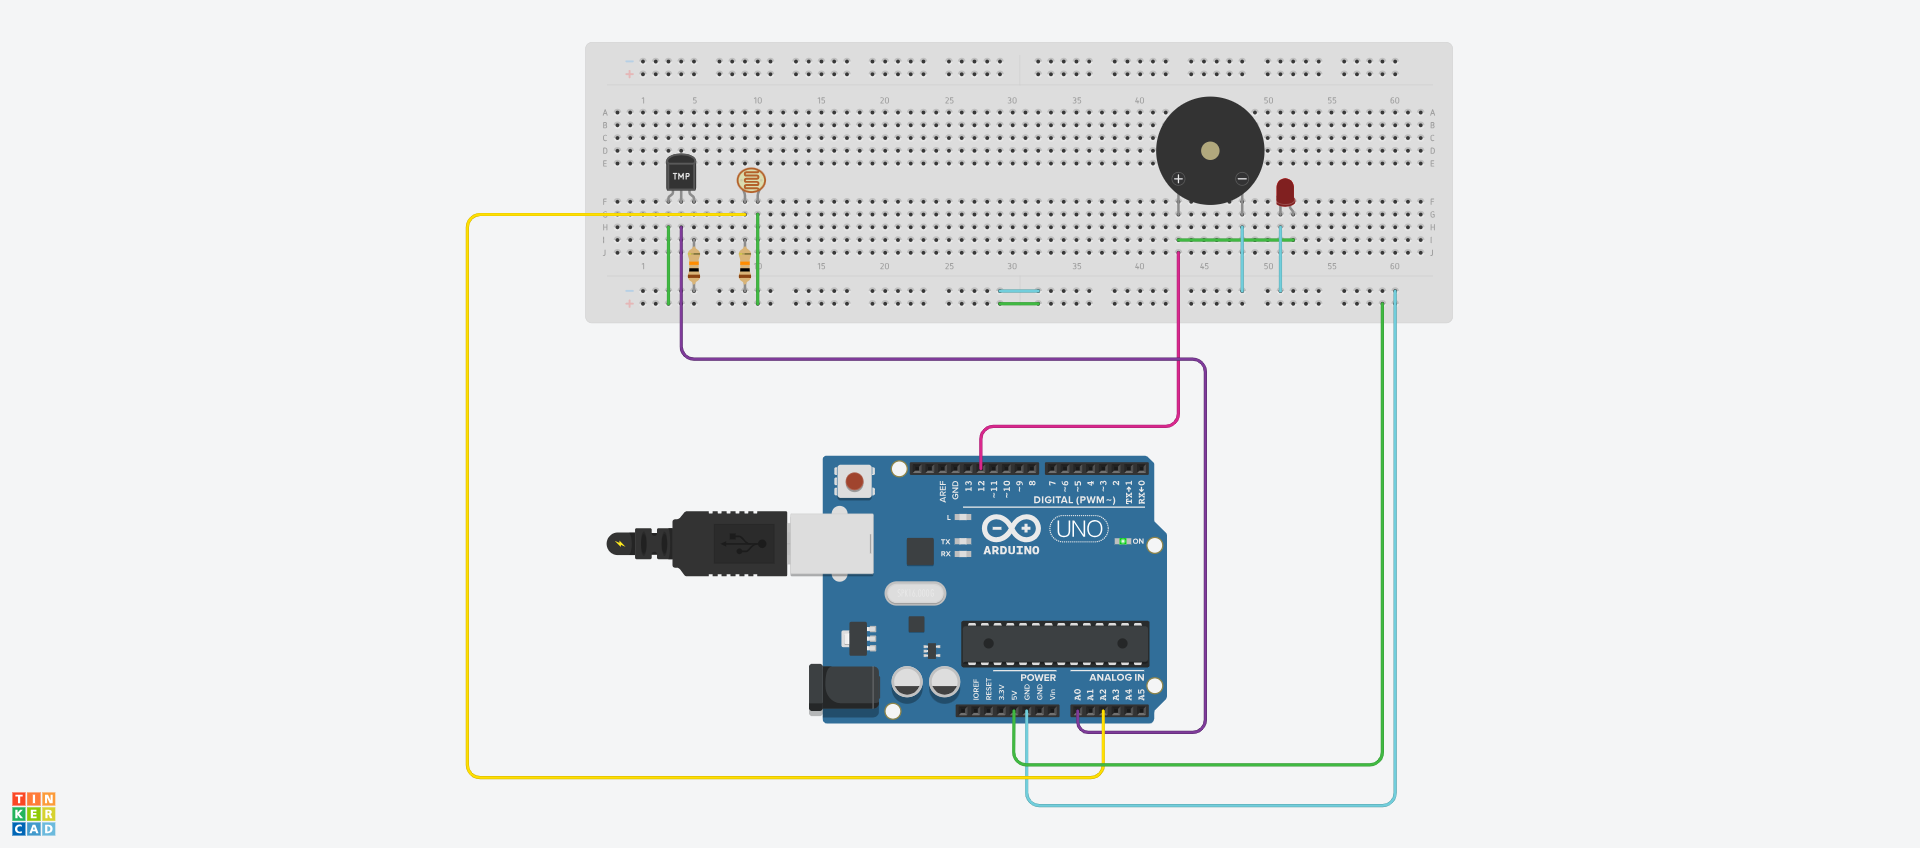 1 5 10 15 20 25 30 35 40 50 55 60
A A
B B
C C
D D
E E
TMP
+ −
F F
G G
H H
I I
J J
1 10 15 20 25 30 35 40 45 50 55 60
AREF GND 13 12 ~11 ~10 ~9 8 7 ~6 ~5 4 ~3 2 TX→1 RX←0
DIGITAL (PWM~)
L
TX
RX
ARDUINO
UNO
ON
POWER ANALOG IN
IOREF RESET 3.3V 5V GND GND Vin A0 A1 A2 A3 A4 A5
TIN
KER
CAD